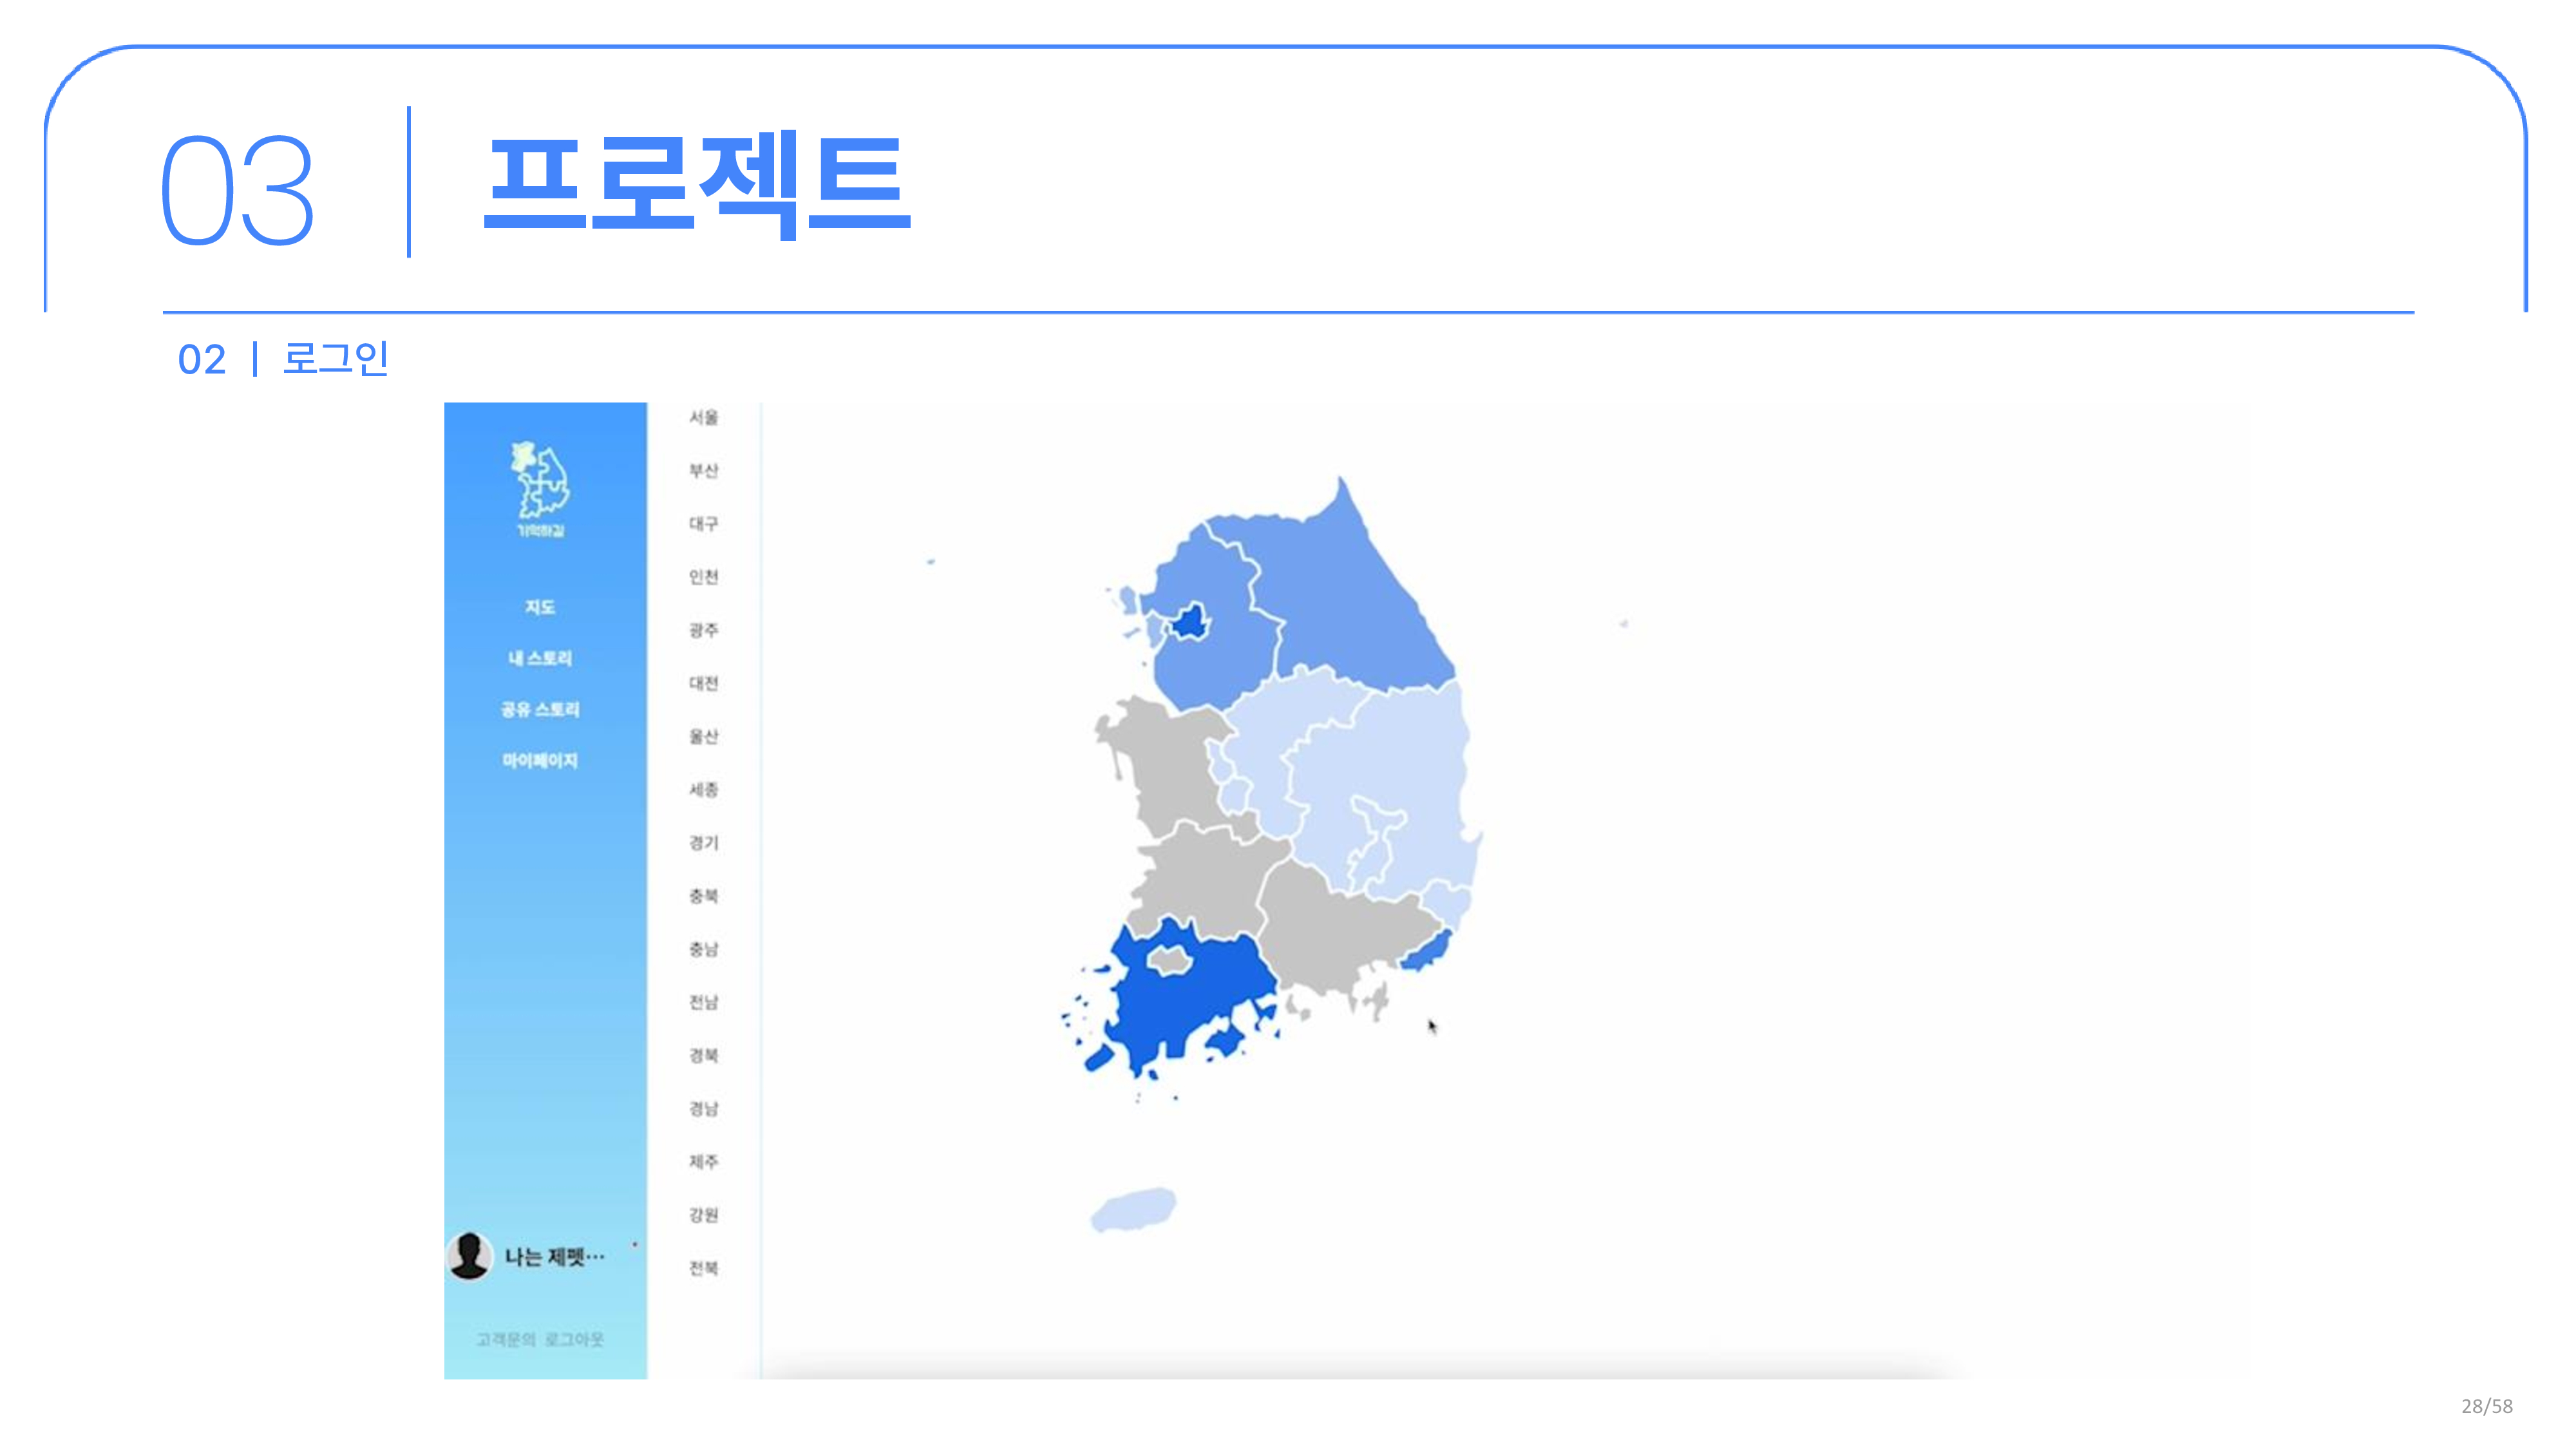 03
프로젝트
02 | 로그인
기억하길
지도
내 스토리
공유 스토리
마이페이지
나는 제펫…
고객문의 로그아웃
서울
부산
대구
인천
광주
대전
울산
세종
경기
충북
충남
전남
경북
경남
제주
강원
전북
28/58